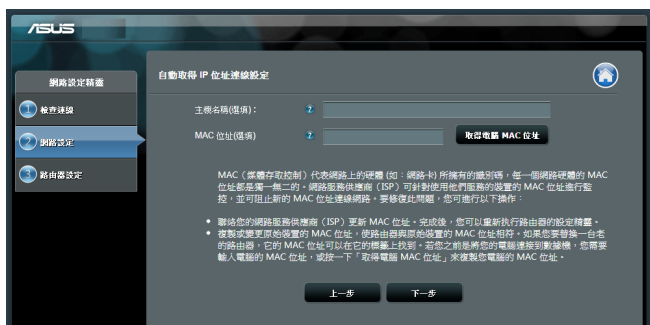 ASUS
網路設定精靈
1 檢查連線
2 網路設定
3 路由器設定
自動取得 IP 位址連線設定
主機名稱(選填)：
MAC 位址(選填)
取得電腦 MAC 位址
MAC（媒體存取控制）代表網路上的硬體 (如：網路卡) 所擁有的識別碼，每一個網路硬體的 MAC
位址都是獨一無二的。網路服務供應商（ISP）可針對使用他們服務的裝置的 MAC 位址進行監
控，並可阻止新的 MAC 位址連線網路。要修復此問題，您可進行以下操作：
• 聯絡您的網路服務供應商（ISP）更新 MAC 位址。完成後，您可以重新執行路由器的設定精靈。
• 複製或變更原始裝置的 MAC 位址，使路由器與原始裝置的 MAC 位址相符。如果您要替換一台老
的路由器，它的 MAC 位址可以在它的標籤上找到。若您之前是將您的電腦連接到數據機，您需要
輸入電腦的 MAC 位址，或按一下「取得電腦 MAC 位址」來複製您電腦的 MAC 位址。
上一步
下一步